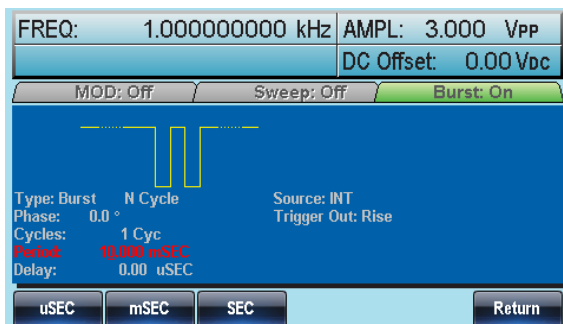 FREQ: 1.000000000 kHz AMPL: 3.000 VPP
DC Offset: 0.00 VDC
MOD: Off Sweep: Off Burst: On
Type: Burst N Cycle Source: INT
Phase: 0.0 ° Trigger Out: Rise
Cycles: 1 Cyc
Period: 10.000 mSEC
Delay: 0.00 uSEC
uSEC mSEC SEC Return